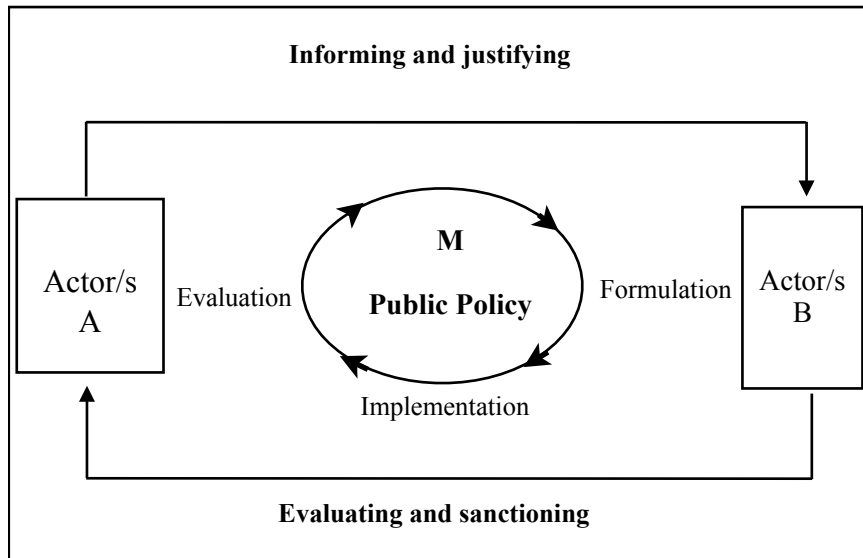 Informing and justifying
M
Public Policy
Actor/s
A
Evaluation
Formulation
Actor/s
B
Implementation
Evaluating and sanctioning